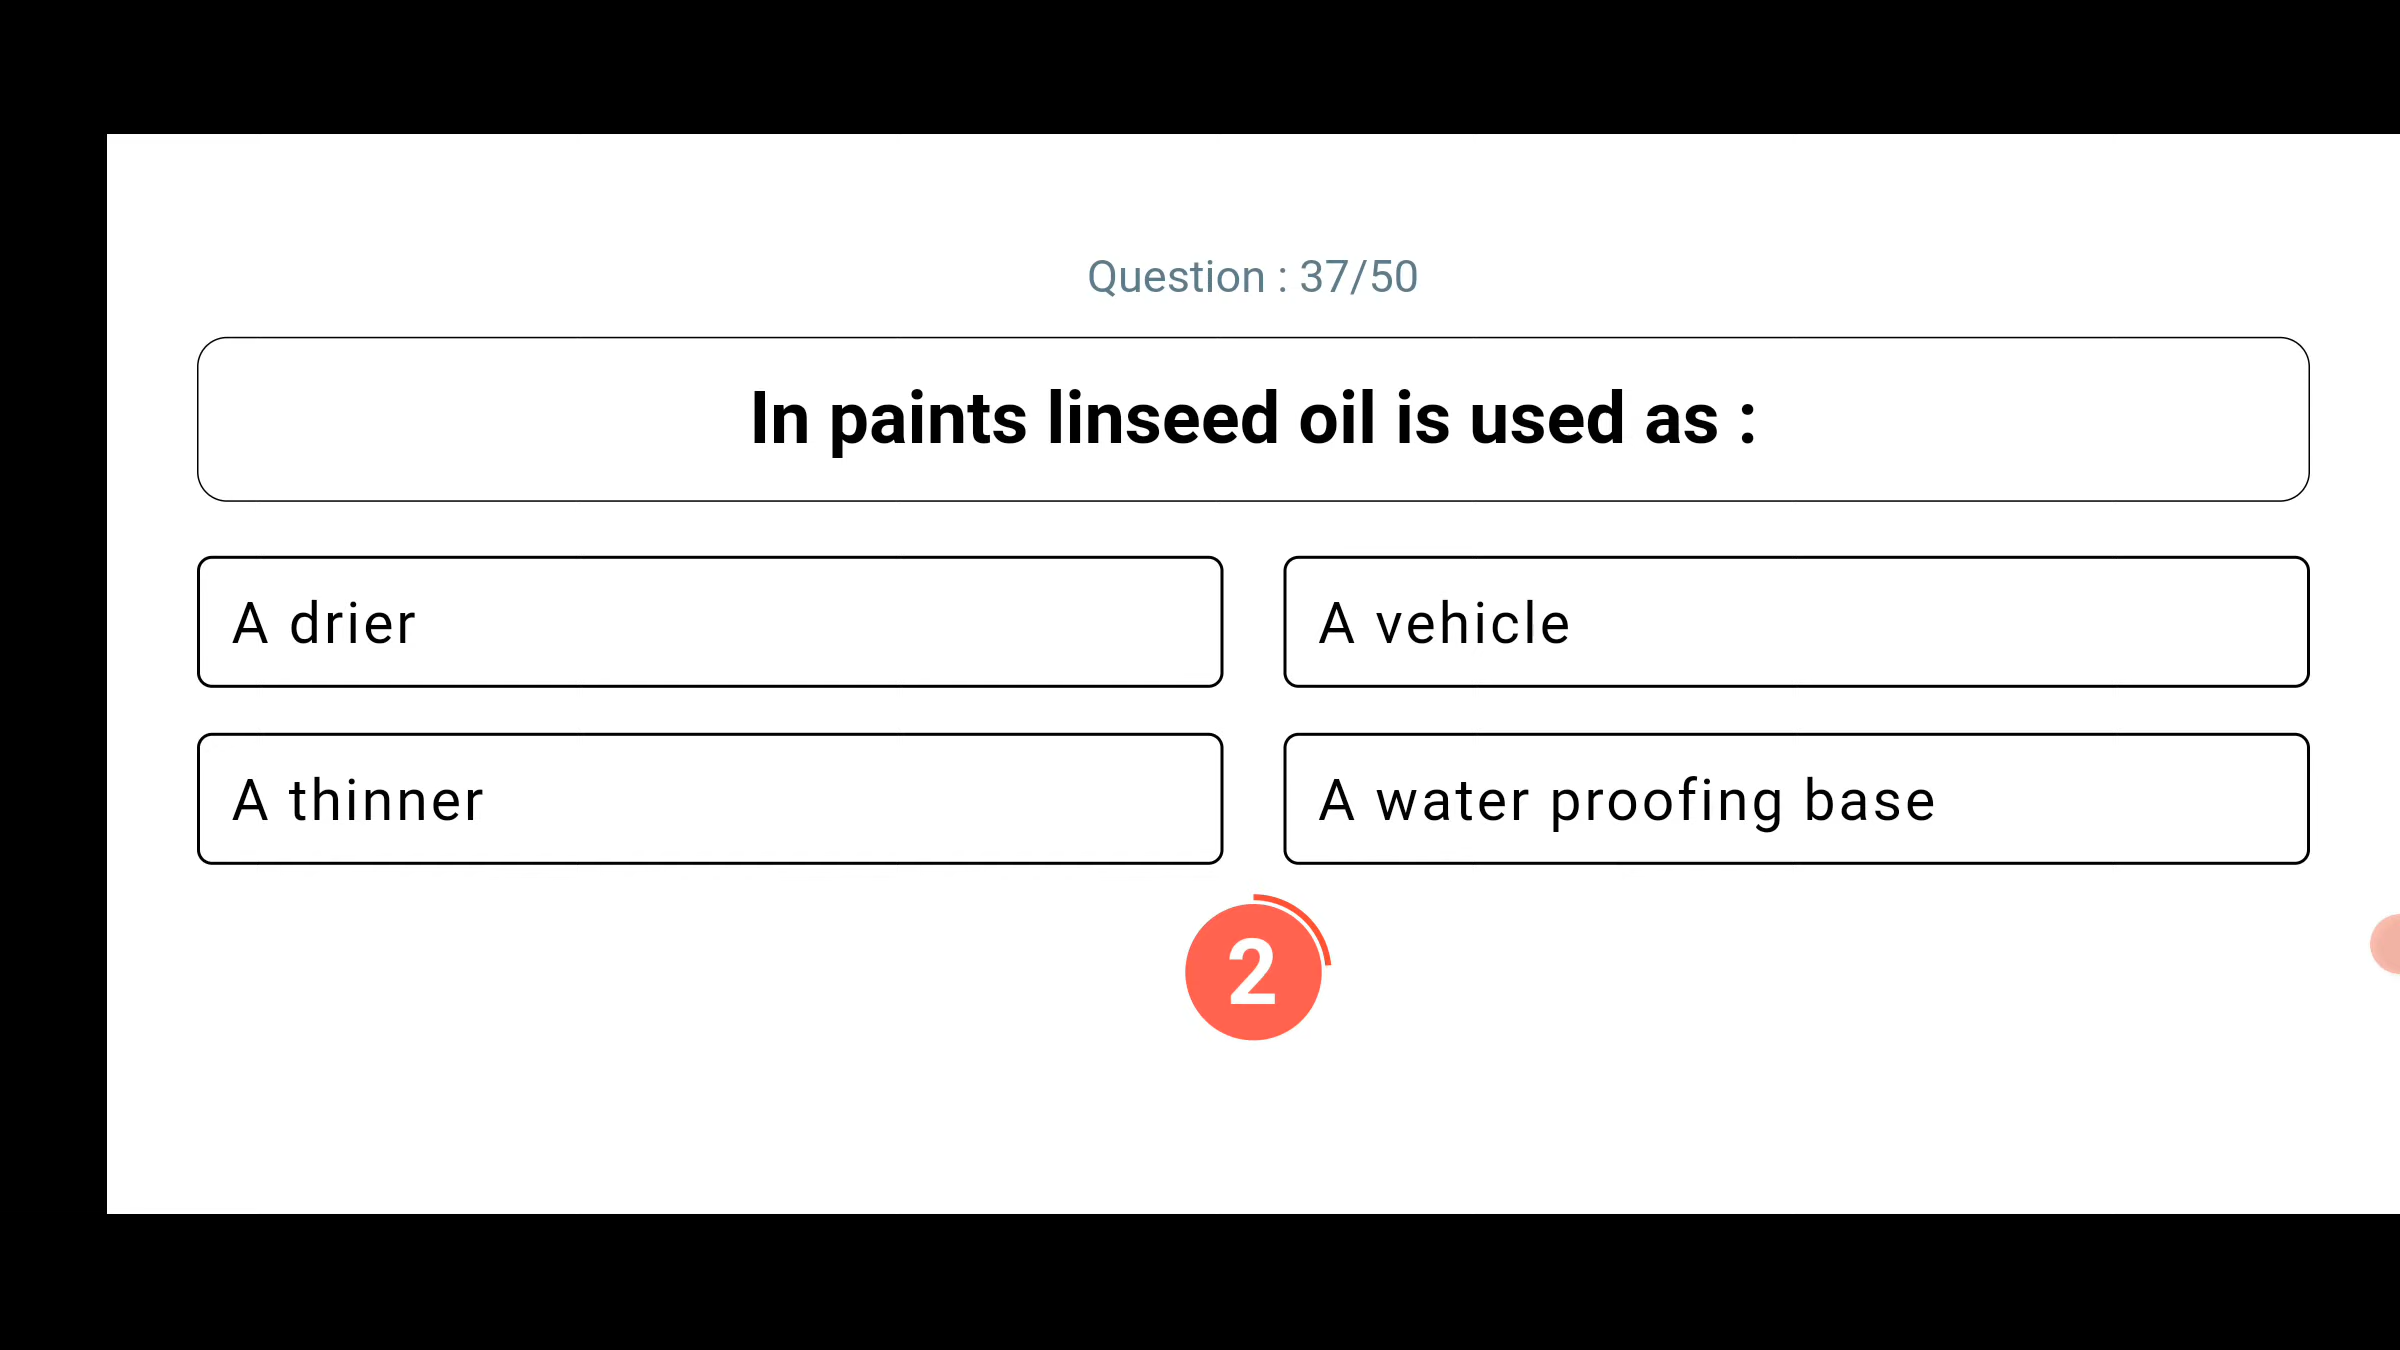 Question : 37/50
In paints linseed oil is used as :
A drier
A vehicle
A thinner
A water proofing base
2